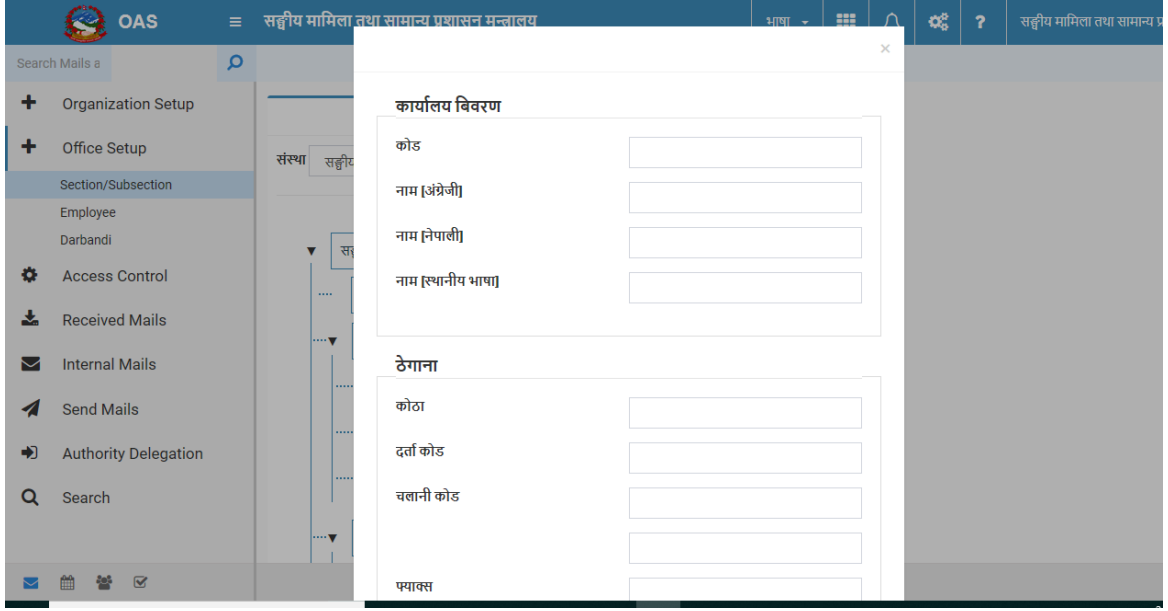 OAS
सङ्घीय मामिला तथा सामान्य प्रशासन मन्त्रालय
भाषा
?
सङ्घीय मामिला तथा सामान्य
Search Mails a
×
Organization Setup
Office Setup
Section/Subsection
Employee
Darbandi
Access Control
Received Mails
Internal Mails
Send Mails
Authority Delegation
Search
संस्था
कार्यालय बिवरण
कोड
नाम [अंग्रेजी]
नाम [नेपाली]
नाम [स्थानीय भाषा]
ठेगाना
कोठा
दर्ता कोड
चलानी कोड
फ्याक्स